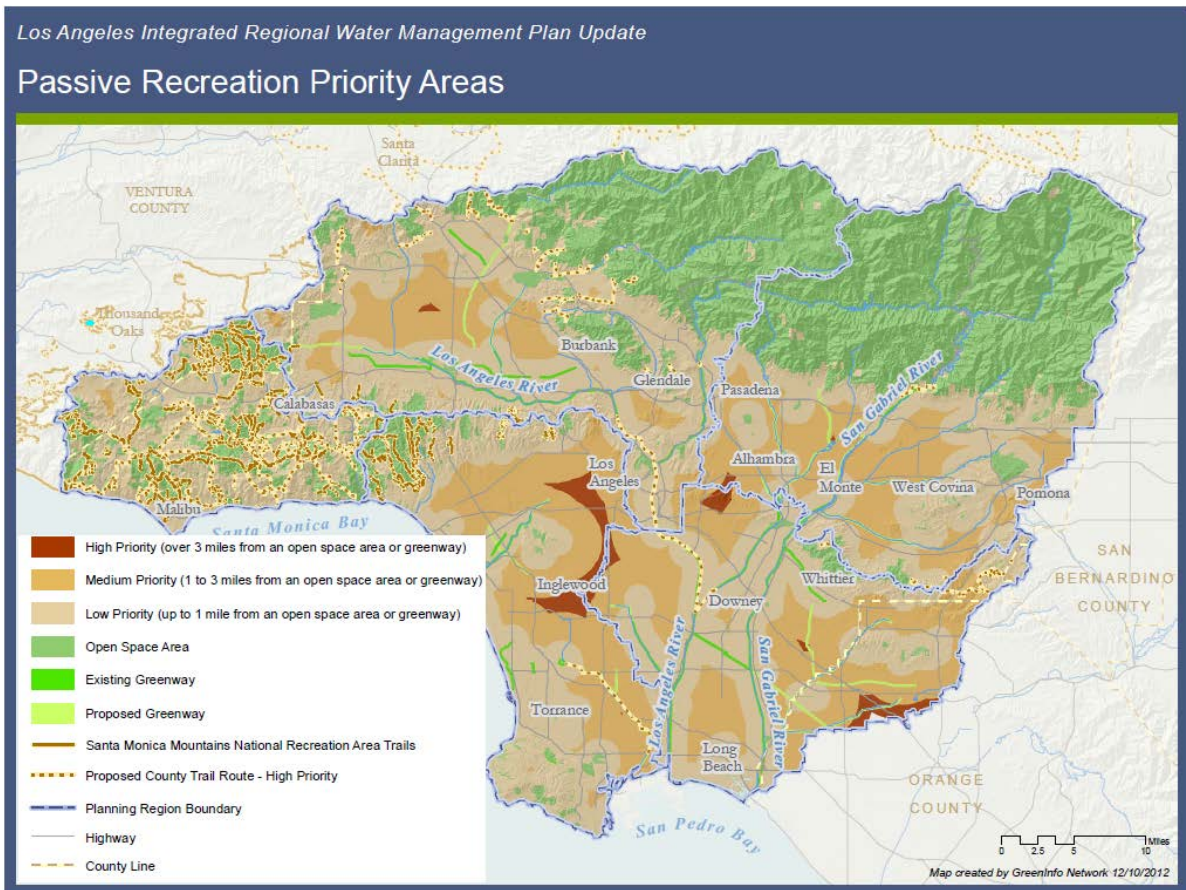 Los Angeles Integrated Regional Water Management Plan Update
Passive Recreation Priority Areas
Santa
Clarita
VENTURA
COUNTY
Thousand
Oaks
Burbank
Los Angeles River
Glendale
Pasadena
San Gabriel River
Calabasas
Alhambra
El
Monte
West Covina
Pomona
Los
Angeles
Malibu
Santa Monica Bay
SAN
BERNARDINO
COUNTY
Inglewood
Whittier
Downey
Los Angeles River
San Gabriel River
Torrance
Long
Beach
ORANGE
COUNTY
San Pedro Bay
High Priority (over 3 miles from an open space area or greenway)
Medium Priority (1 to 3 miles from an open space area or greenway)
Low Priority (up to 1 mile from an open space area or greenway)
Open Space Area
Existing Greenway
Proposed Greenway
Santa Monica Mountains National Recreation Area Trails
Proposed County Trail Route - High Priority
Planning Region Boundary
Highway
County Line
Miles
0 2.5 5 10
Map created by GreenInfo Network 12/10/2012